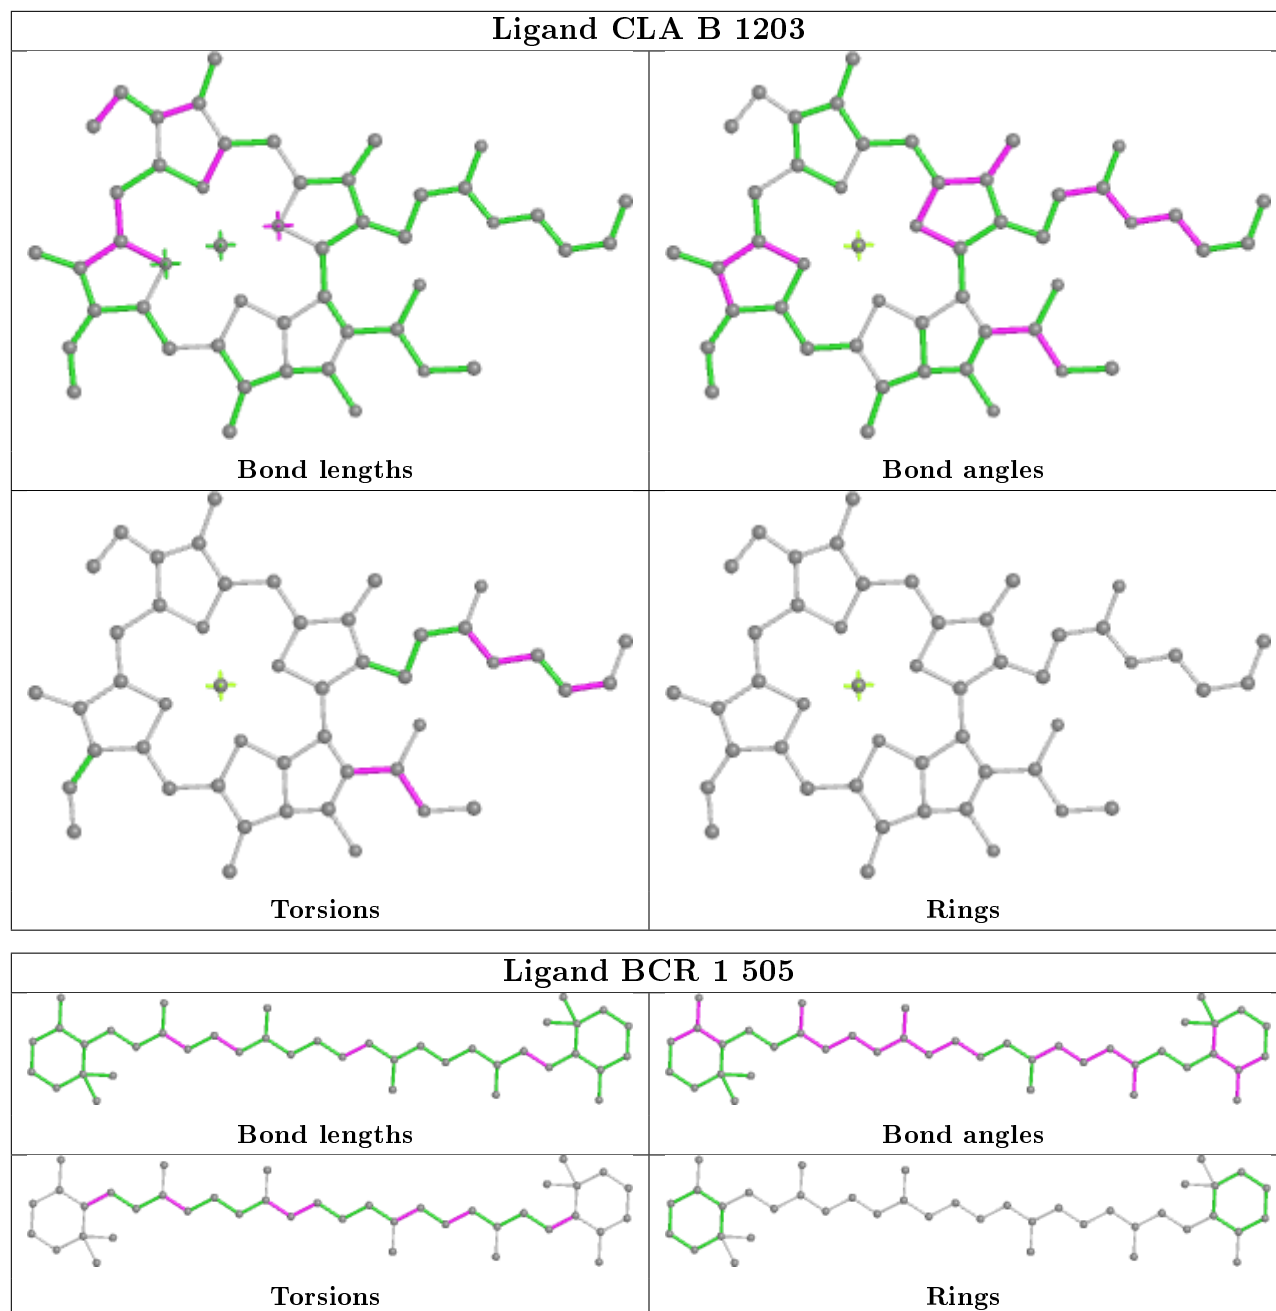 Ligand CLA B 1203
Bond lengths
Bond angles
Torsions
Rings
Ligand BCR 1 505
Bond lengths
Bond angles
Torsions
Rings